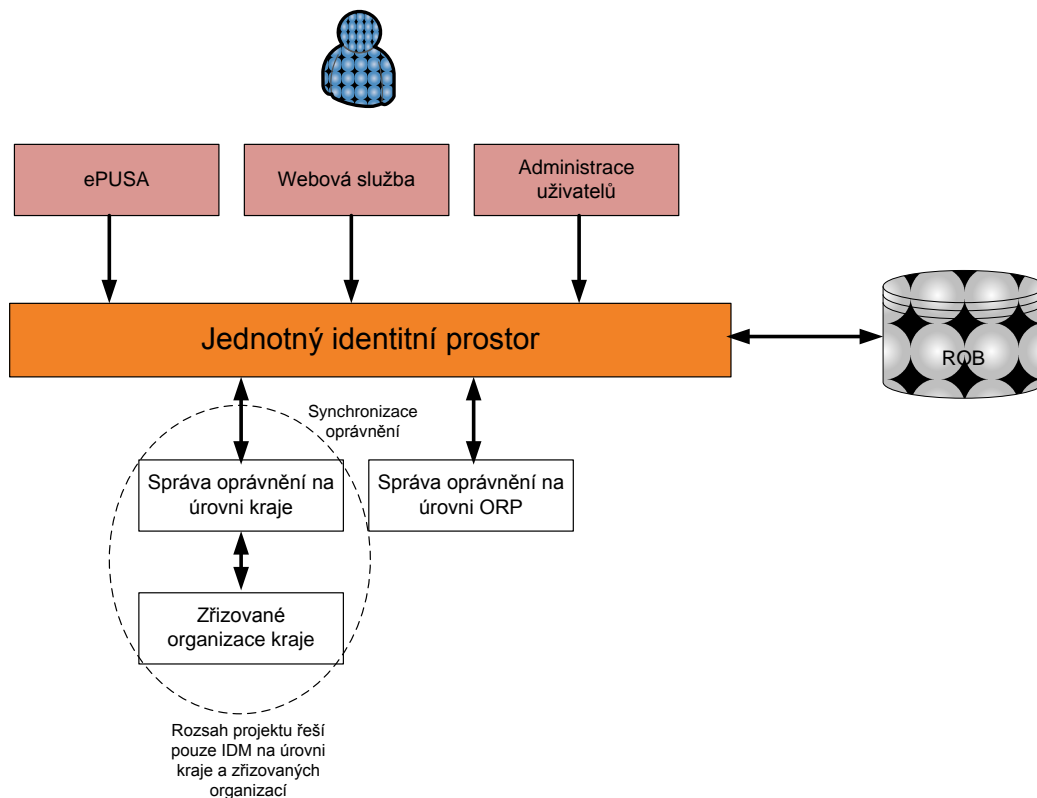 ePUSA
Webová služba
Administrace
uživatelů
Jednotný identitní prostor
ROB
Synchronizace
oprávnění
Správa oprávnění na
úrovni kraje
Správa oprávnění na
úrovni ORP
Zřizované
organizace kraje
Rozsah projektu řeší
pouze IDM na úrovni
kraje a zřizovaných
organizací